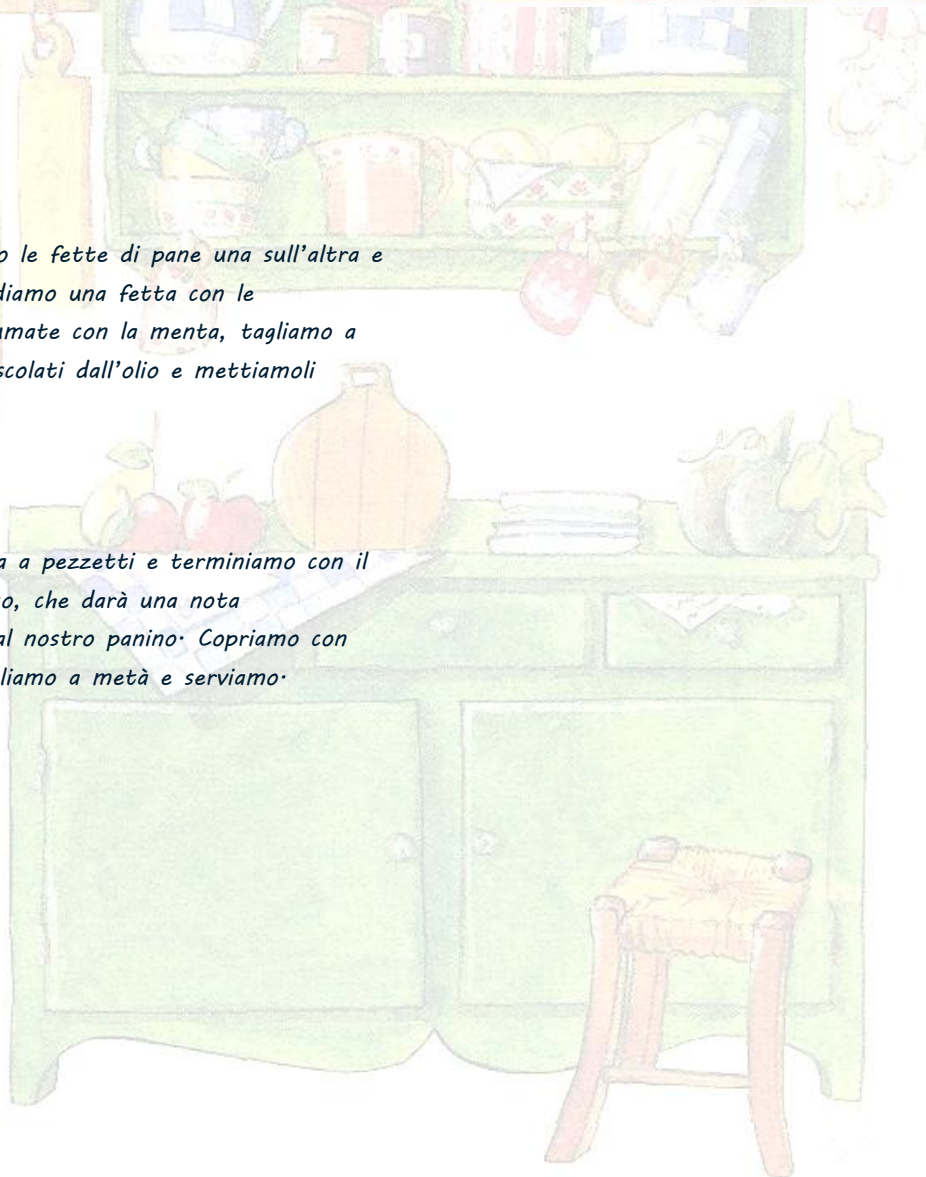 o le fette di pane una sull’altra e
diamo una fetta con le
umate con la menta, tagliamo a
scolati dall’olio e mettiamoli
a a pezzetti e terminiamo con il
o, che darà una nota
al nostro panino· Copriamo con
liamo a metà e serviamo·